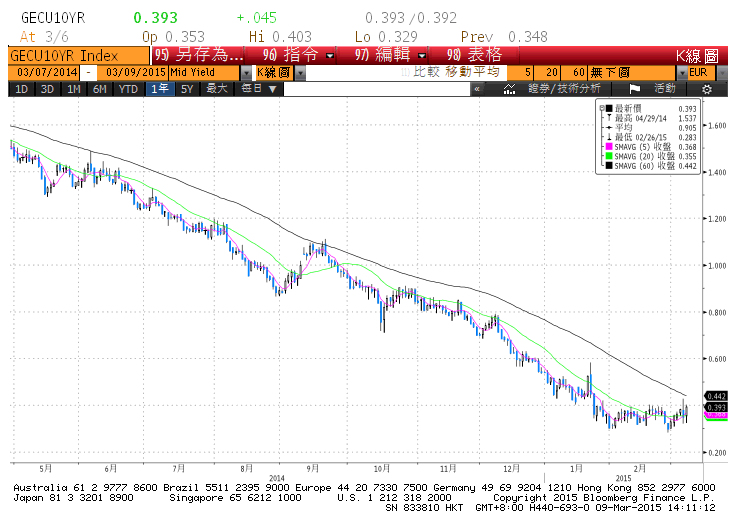 GECU10YR 0.393 +.045 0.393/0.392
At 3/6 Op 0.353 Hi 0.403 Lo 0.329 Prev 0.348
GECU10YR Index 95) 另存為... 96) 指令 97) 編輯 98) 表格 K線圖
03/07/2014 - 03/09/2015 Mid Yield K線圖 比較 移動平均 5 20 60 無下圖 EUR
1D 3D 1M 6M YTD 1年 5Y 最大 每日 ▼ « 證券/技術分析 活動
最新價 0.393
最高 04/29/14 1.537
平均 0.905
最低 02/26/15 0.283
SMAVG (5) 收盤 0.368
SMAVG (20) 收盤 0.355
SMAVG (60) 收盤 0.442
1.600
1.400
1.200
1.000
0.800
0.600
0.442
0.393
0.200
5月 6月 7月 8月 9月 10月 11月 12月 1月 2月
2014 2015
Australia 61 2 9777 8600 Brazil 5511 2395 9000 Europe 44 20 7330 7500 Germany 49 69 9204 1210 Hong Kong 852 2977 6000
Japan 81 3 3201 8900 Singapore 65 6212 1000 U.S. 1 212 318 2000 Copyright 2015 Bloomberg Finance L.P.
SN 833810 HKT GMT+8:00 H440-693-0 09-Mar-2015 14:11:12